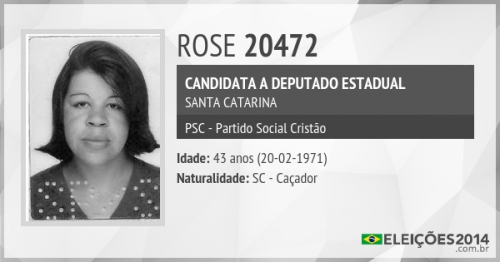 ROSE 20472
CANDIDATA A DEPUTADO ESTADUAL
SANTA CATARINA
PSC - Partido Social Cristão
Idade: 43 anos (20-02-1971)
Naturalidade: SC - Caçador
ELEIÇÕES2014
.com.br